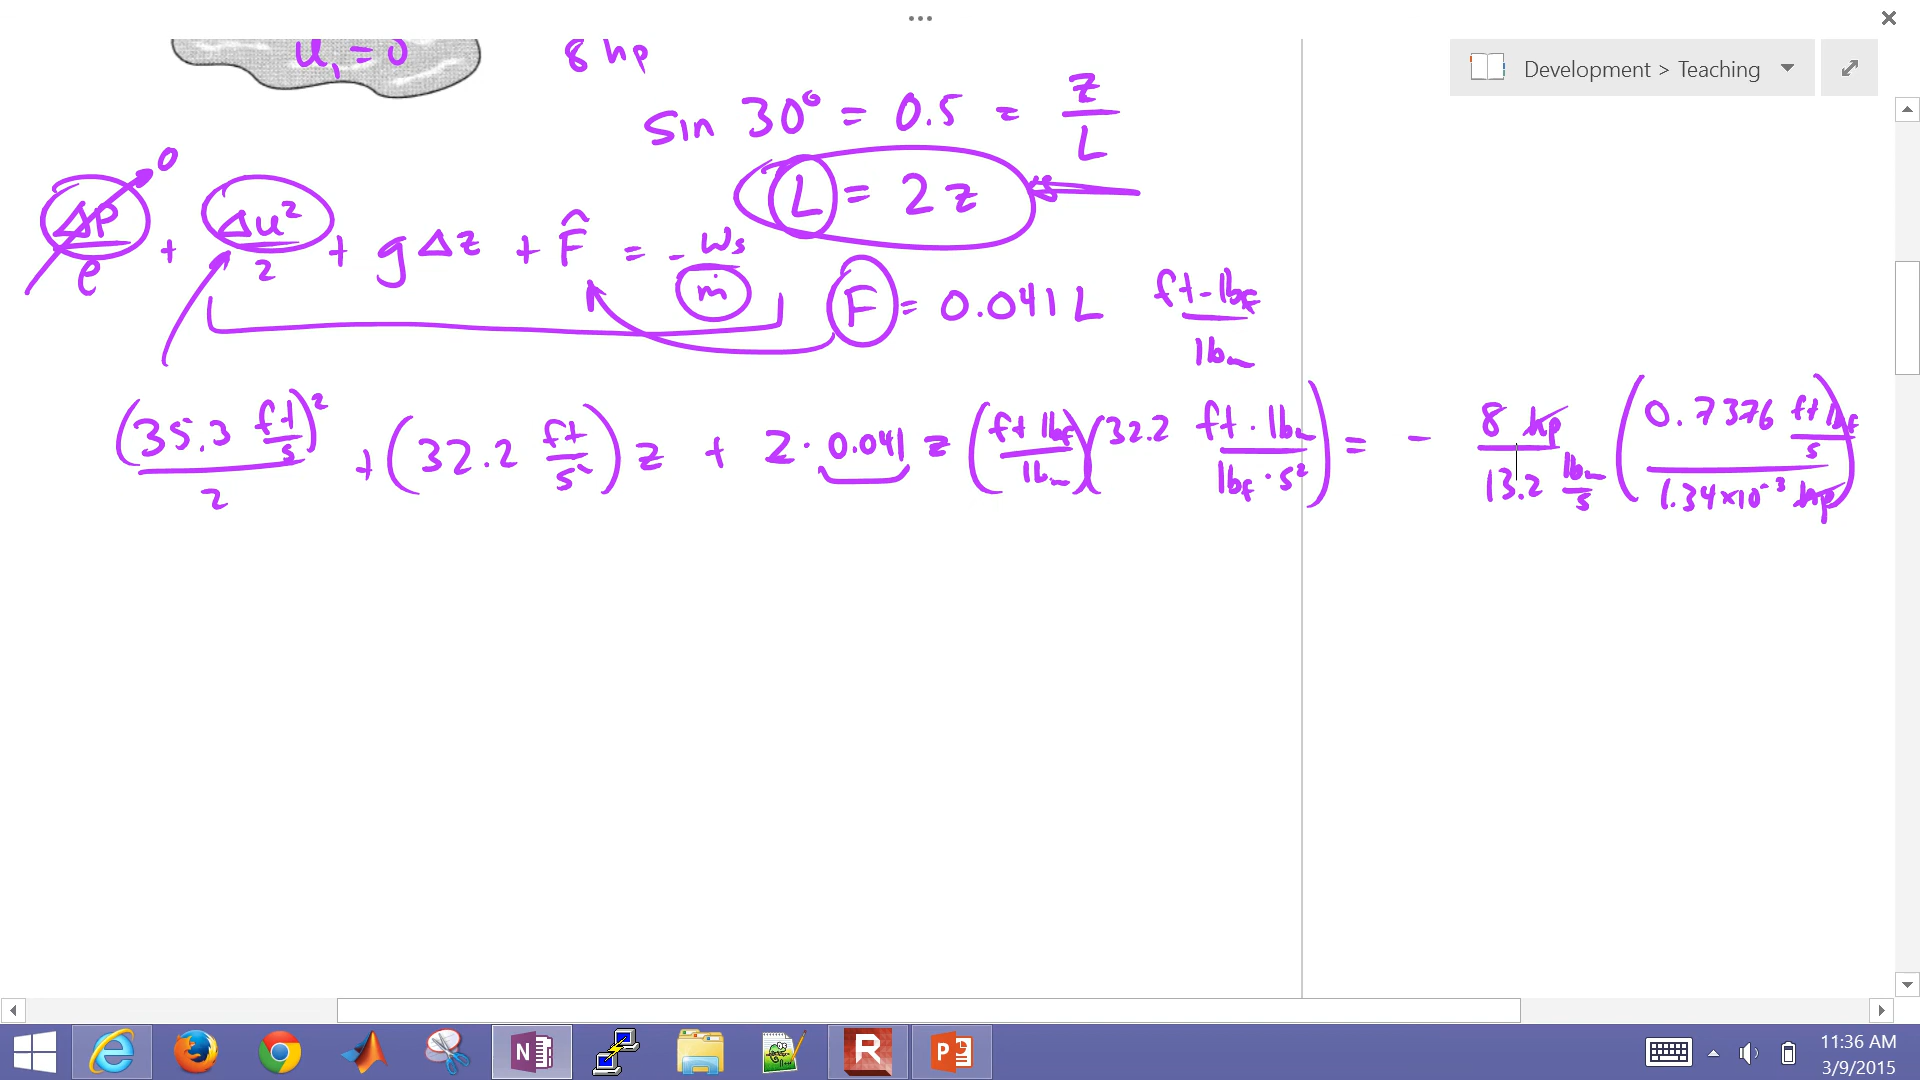 u₁ = 0
8 hp
Development > Teaching
sin 30° = 0.5 = z/L
L = 2z
Δp/ρ → 0 + Δu²/2 + gΔz + F̂ = - Ws/ṁ
F = 0.041 L ft-lbf/lbm
(35.3 ft/s)²/2 + (32.2 ft/s²) z + 2 · 0.041 z (ft lbf/lbm)(32.2 ft · lbm/lbf · s²) = - 8 hp/13.2 lbm/s (0.7376 ft lbf/s / 1.34×10⁻³ hp)
N
R
P
11:36 AM
3/9/2015